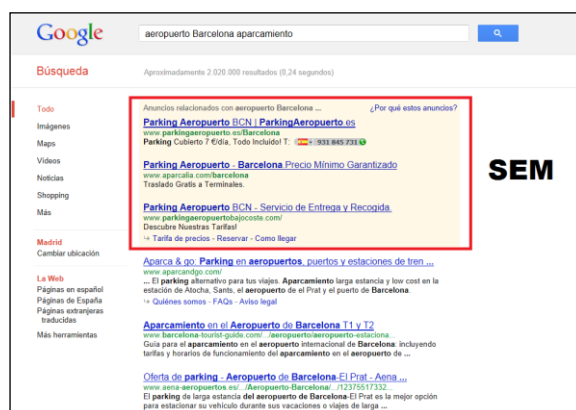 Google
aeropuerto Barcelona aparcamiento
Búsqueda
Aproximadamente 2.020.000 resultados (0,24 segundos)
Todo
Imágenes
Maps
Vídeos
Noticias
Shopping
Más
Madrid
Cambiar ubicación
La Web
Páginas en español
Páginas de España
Páginas extranjeras
traducidas
Más herramientas
Anuncios relacionados con aeropuerto Barcelona ... ¿Por qué estos anuncios?
Parking Aeropuerto BCN | ParkingAeropuerto.es
www.parkingaeropuerto.es/Barcelona
Parking Cubierto 7 €/día, Todo Incluido! T: 931 845 731
Parking Aeropuerto - Barcelona Precio Mínimo Garantizado
www.aparcalia.com/barcelona
Traslado Gratis a Terminales.
Parking Aeropuerto BCN - Servicio de Entrega y Recogida.
www.parkingaeropuertobajocoste.com/
Descubre Nuestras Tarifas!
↪ Tarifa de precios - Reservar - Como llegar
SEM
Aparca & go: Parking en aeropuertos, puertos y estaciones de tren ...
www.aparcandgo.com/
... El parking alternativo para tus viajes. Aparcamiento larga estancia y low cost en la
estación de Atocha, Sants, el aeropuerto de el Prat y el puerto de Barcelona.
↪ Quiénes somos - FAQs - Aviso legal
Aparcamiento en el Aeropuerto de Barcelona T1 y T2
www.barcelona-tourist-guide.com/.../aeropuerto/aeropuerto-estaciona...
Guía para el aparcamiento en el aeropuerto internacional de Barcelona: incluyendo
tarifas y horarios de funcionamiento del aparcamiento en el aeropuerto de ...
Oferta de parking - Aeropuerto de Barcelona-El Prat - Aena ...
www.aena-aeropuertos.es/.../Aeropuerto-Barcelona/.../12375517332...
El parking de larga estancia del aeropuerto de Barcelona-El Prat es la mejor opción
para estacionar su vehículo durante sus vacaciones o viajes de larga ...